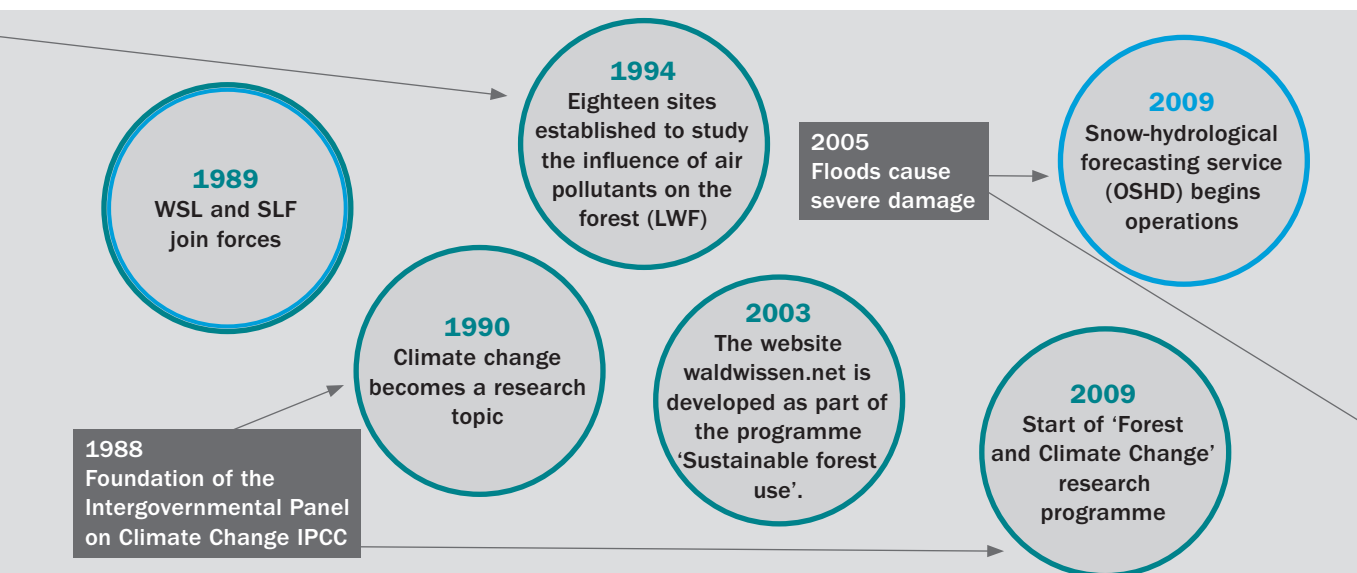 1989
WSL and SLF
join forces
1988
Foundation of the
Intergovernmental Panel
on Climate Change IPCC
1990
Climate change
becomes a research
topic
1994
Eighteen sites
established to study
the influence of air
pollutants on the
forest (LWF)
2003
The website
waldwissen.net is
developed as part of
the programme
‘Sustainable forest
use’.
2005
Floods cause
severe damage
2009
Snow-hydrological
forecasting service
(OSHD) begins
operations
2009
Start of ‘Forest
and Climate Change’
research
programme